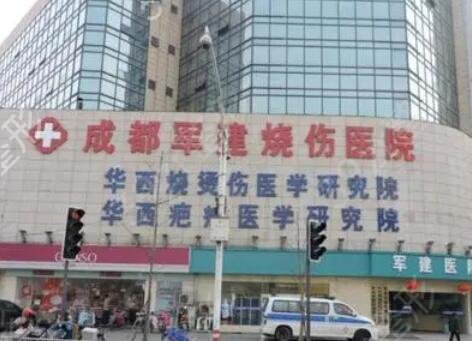 成都军建烧伤医院
华西烧烫伤医学研究院
华西疤痕医学研究院
军建医